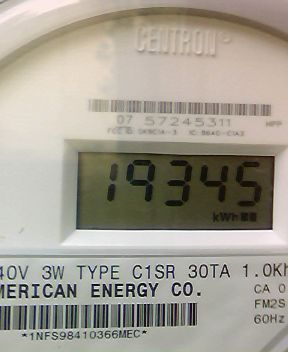 CENTRON®
07 57245311
19345
kWh
40V 3W TYPE C1SR 30TA 1.0Kh
MERICAN ENERGY CO.
CA 0
FM2S
60Hz
*1NFS98410366MEC*